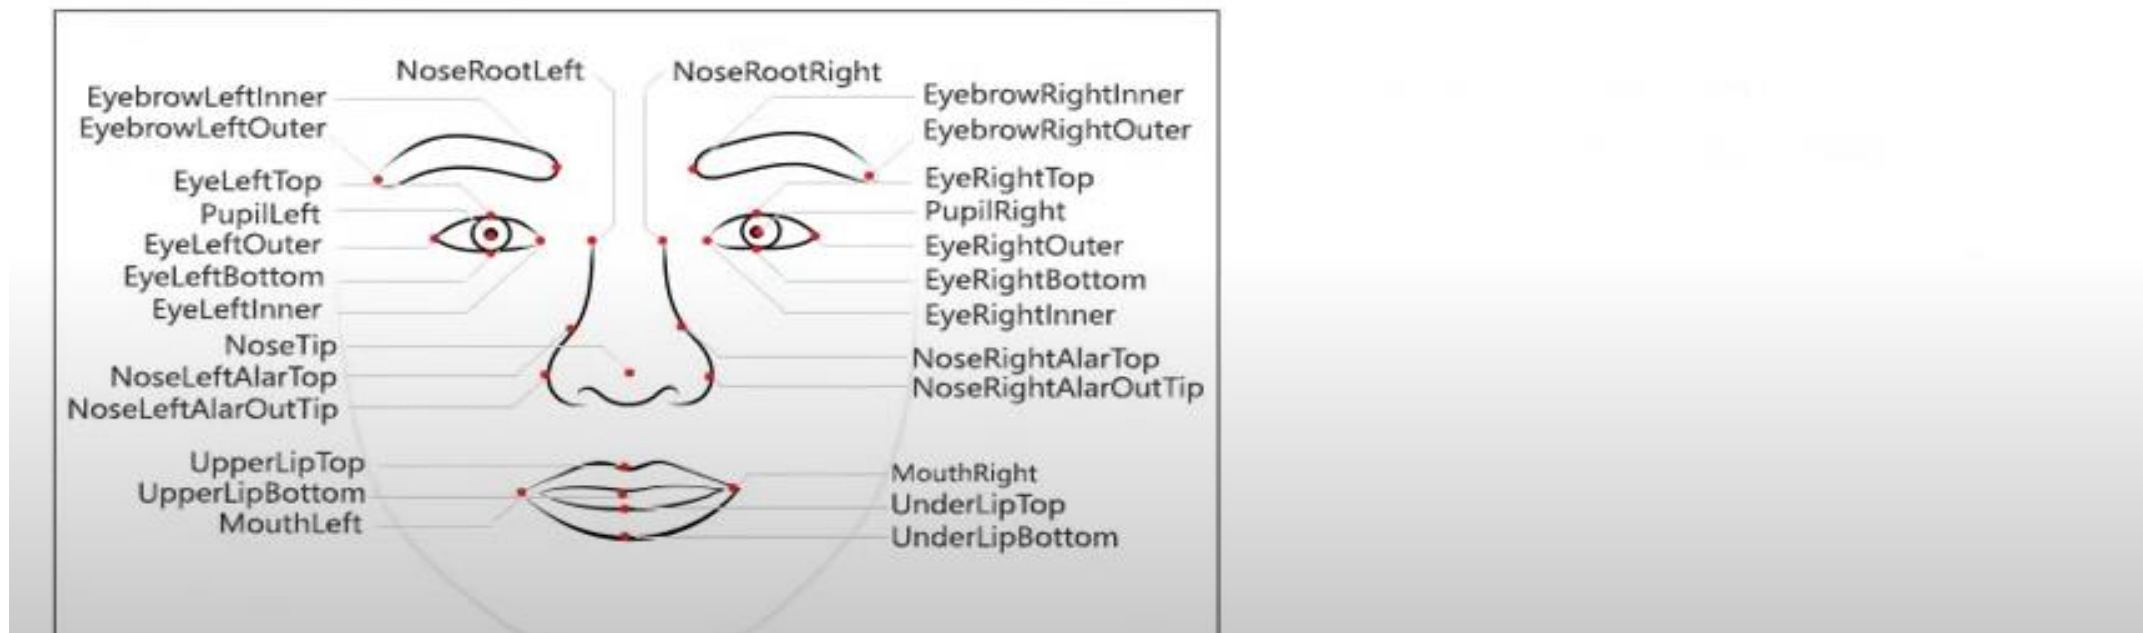 NoseRootLeft
NoseRootRight
EyebrowLeftInner
EyebrowLeftOuter
EyeLeftTop
PupilLeft
EyeLeftOuter
EyeLeftBottom
EyeLeftInner
NoseTip
NoseLeftAlarTop
NoseLeftAlarOutTip
UpperLipTop
UpperLipBottom
MouthLeft
EyebrowRightInner
EyebrowRightOuter
EyeRightTop
PupilRight
EyeRightOuter
EyeRightBottom
EyeRightInner
NoseRightAlarTop
NoseRightAlarOutTip
MouthRight
UnderLipTop
UnderLipBottom